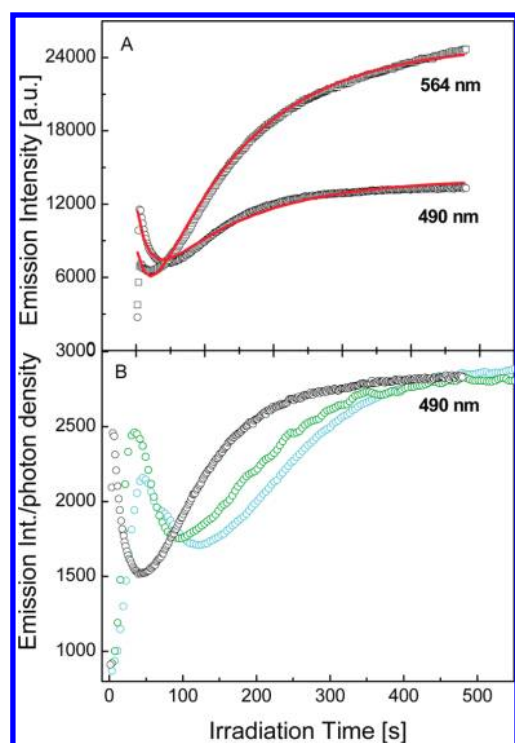 A
24000
564 nm
18000
12000
490 nm
6000
0
Emission Intensity [a.u.]
3000
B
490 nm
2500
2000
1500
1000
Emission Int./photon density
0 100 200 300 400 500
Irradiation Time [s]